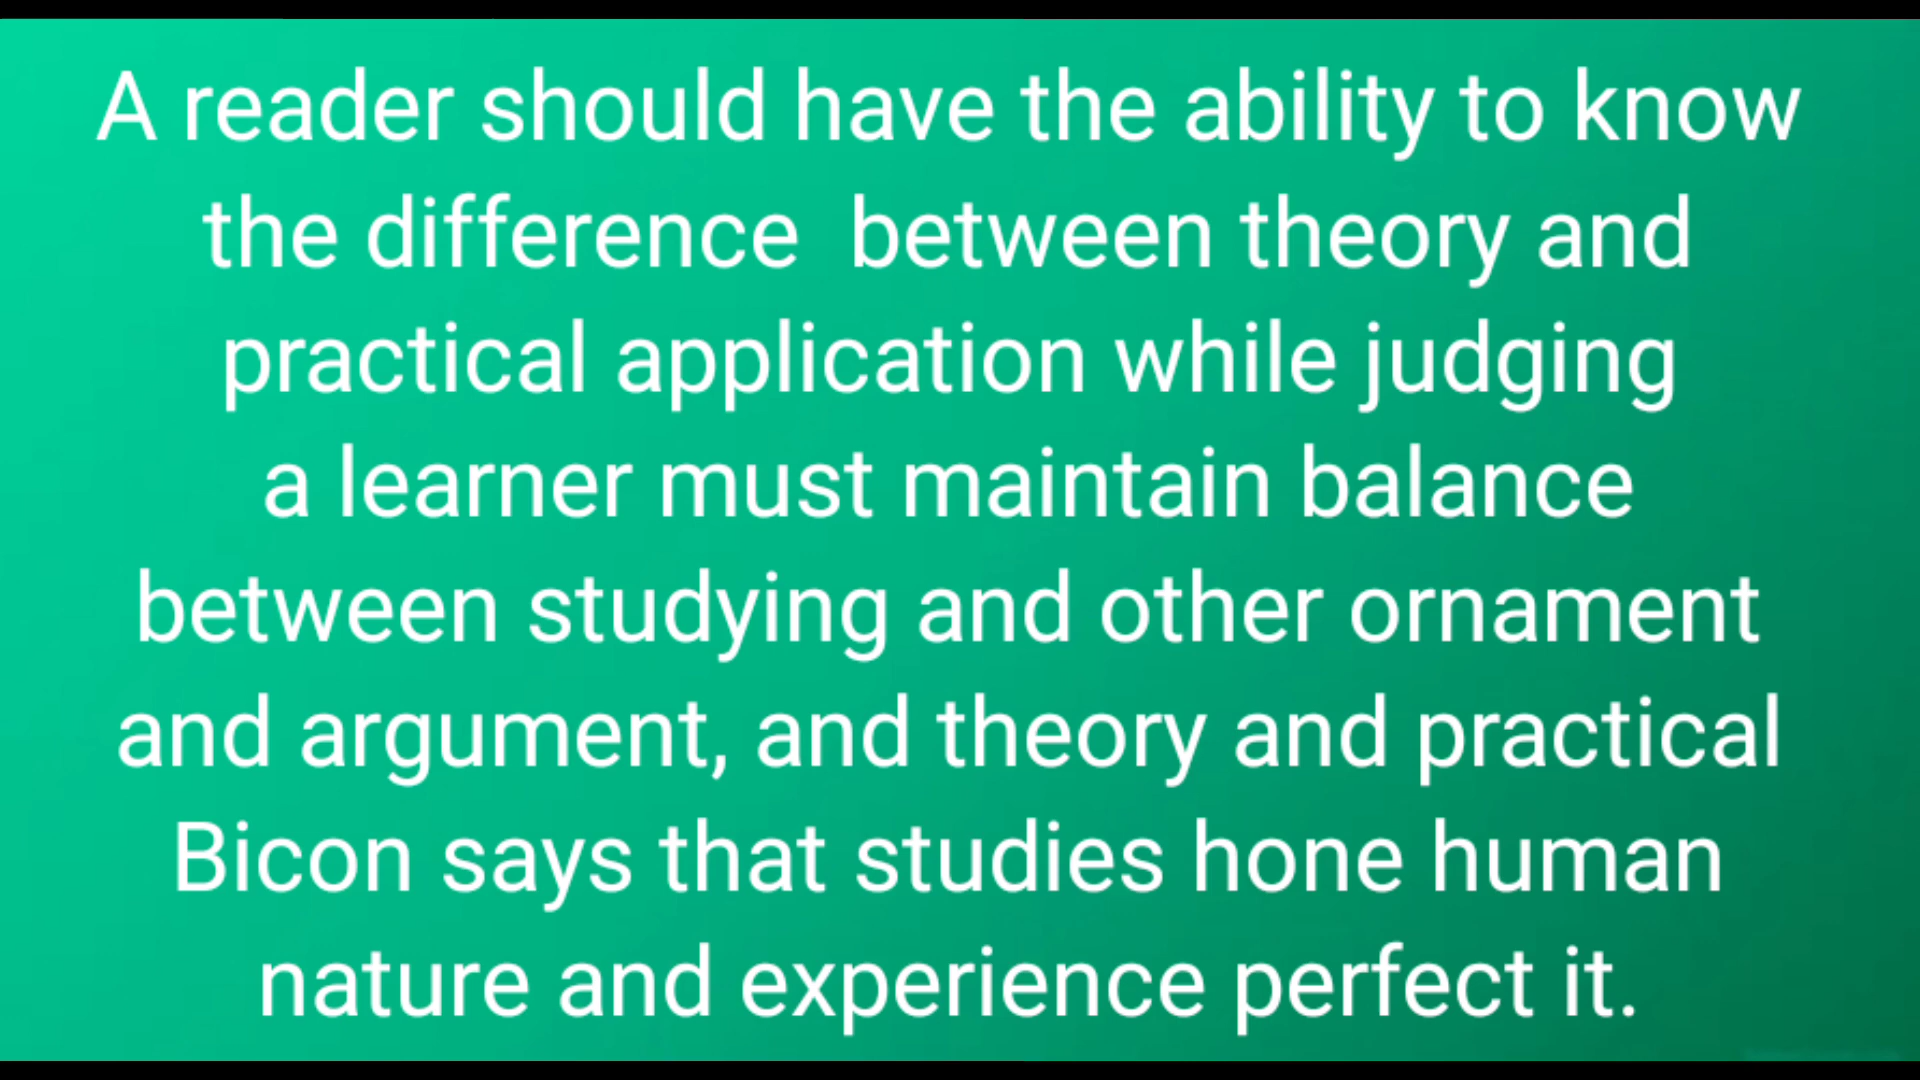 A reader should have the ability to know
the difference  between theory and
practical application while judging
a learner must maintain balance
between studying and other ornament
and argument, and theory and practical
Bicon says that studies hone human
nature and experience perfect it.